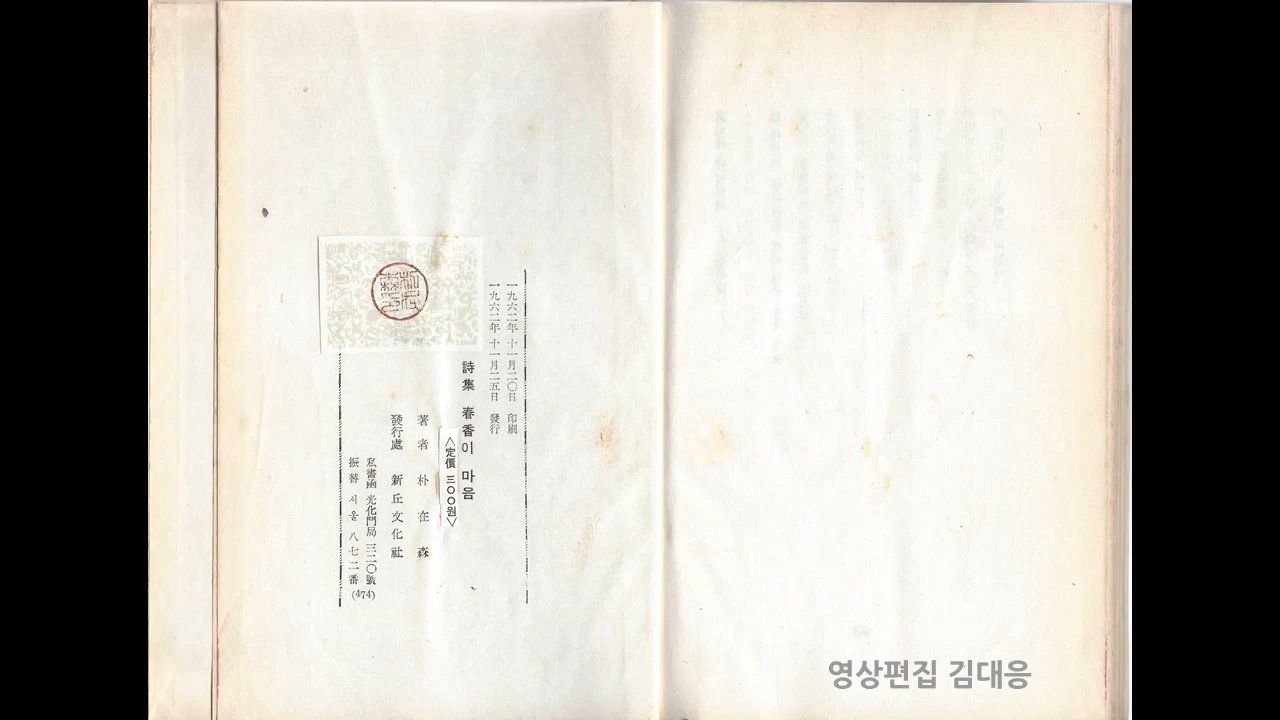 一九六二年 十一月二〇日 印刷
一九六二年 十一月二五日 發行
詩集 春香이 마음
〈定價 三〇〇원〉
著者 朴在森
發行處 新丘文化社
私書函 光化門局 三二〇號
振替 서울 八七二番
(474)
영상편집 김대응